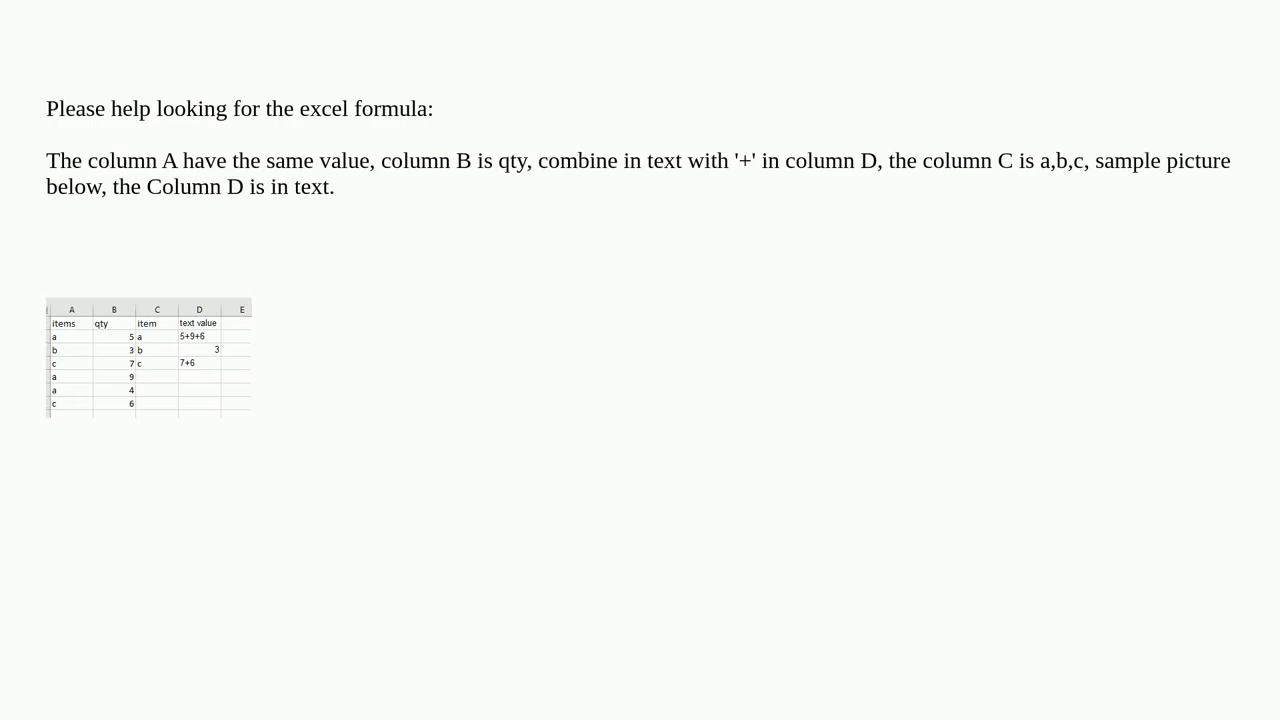 Please help looking for the excel formula:
The column A have the same value, column B is qty, combine in text with '+' in column D, the column C is a,b,c, sample picture
below, the Column D is in text.
A B C D E
items qty item text value
a 5 a 5+9+6
b 3 b 3
c 7 c 7+6
a 9
a 4
c 6